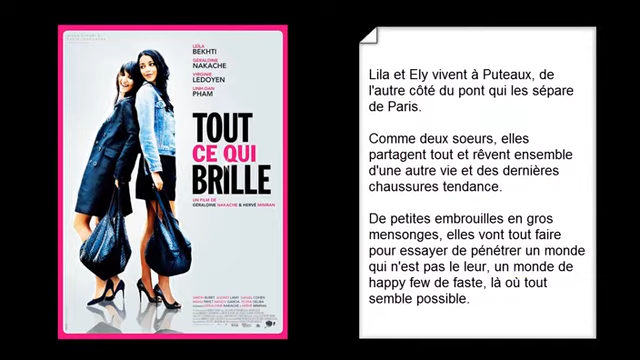 LEÏLA
BEKHTI
GÉRALDINE
NAKACHE
VIRGINIE
LEDOYEN
LINH-DAN
PHAM
TOUT
CE QUI
BRILLE
UN FILM DE
GÉRALDINE NAKACHE & HERVÉ MIMRAN
Lila et Ely vivent à Puteaux, de
l'autre côté du pont qui les sépare
de Paris.
Comme deux soeurs, elles
partagent tout et rêvent ensemble
d'une autre vie et des dernières
chaussures tendance.
De petites embrouilles en gros
mensonges, elles vont tout faire
pour essayer de pénétrer un monde
qui n'est pas le leur, un monde de
happy few de faste, là où tout
semble possible.